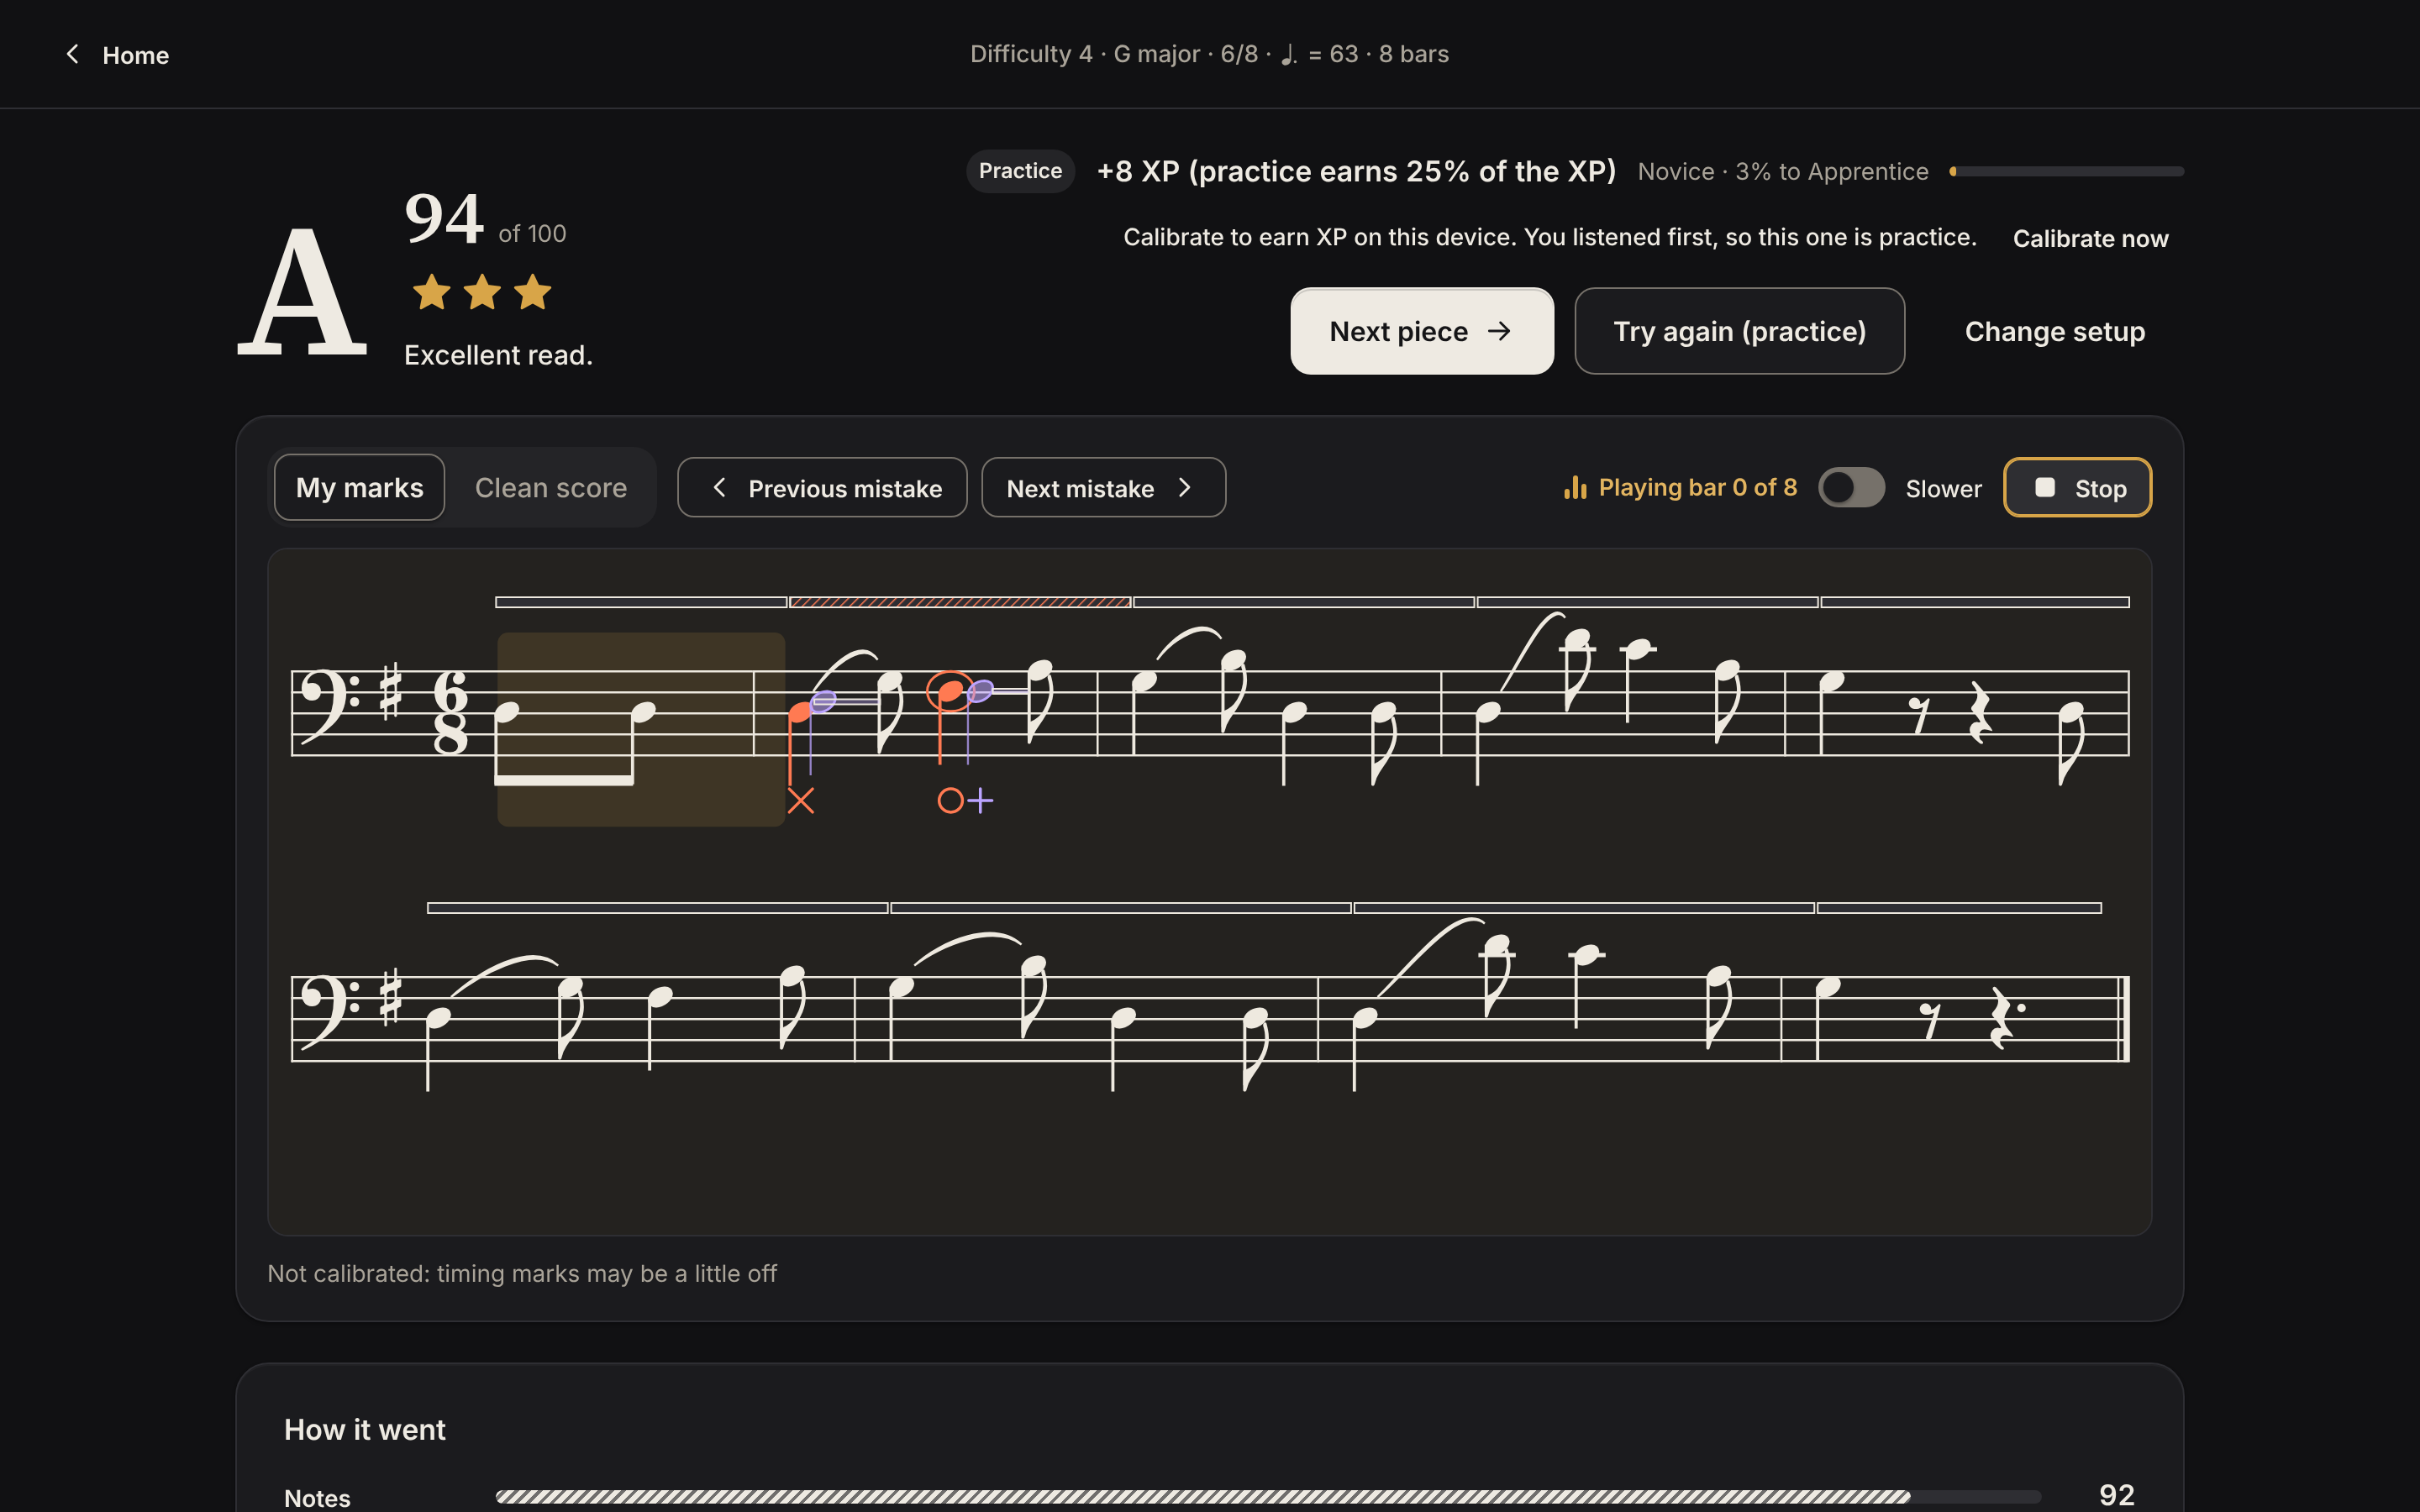 Home
Difficulty 4 · G major · 6/8 · ♩. = 63 · 8 bars
Practice +8 XP (practice earns 25% of the XP) Novice · 3% to Apprentice
A
94 of 100
Excellent read.
Calibrate to earn XP on this device. You listened first, so this one is practice. Calibrate now
Next piece → Try again (practice) Change setup
My marks Clean score Previous mistake Next mistake Playing bar 0 of 8 Slower Stop
6
8
Not calibrated: timing marks may be a little off
How it went
Notes 92